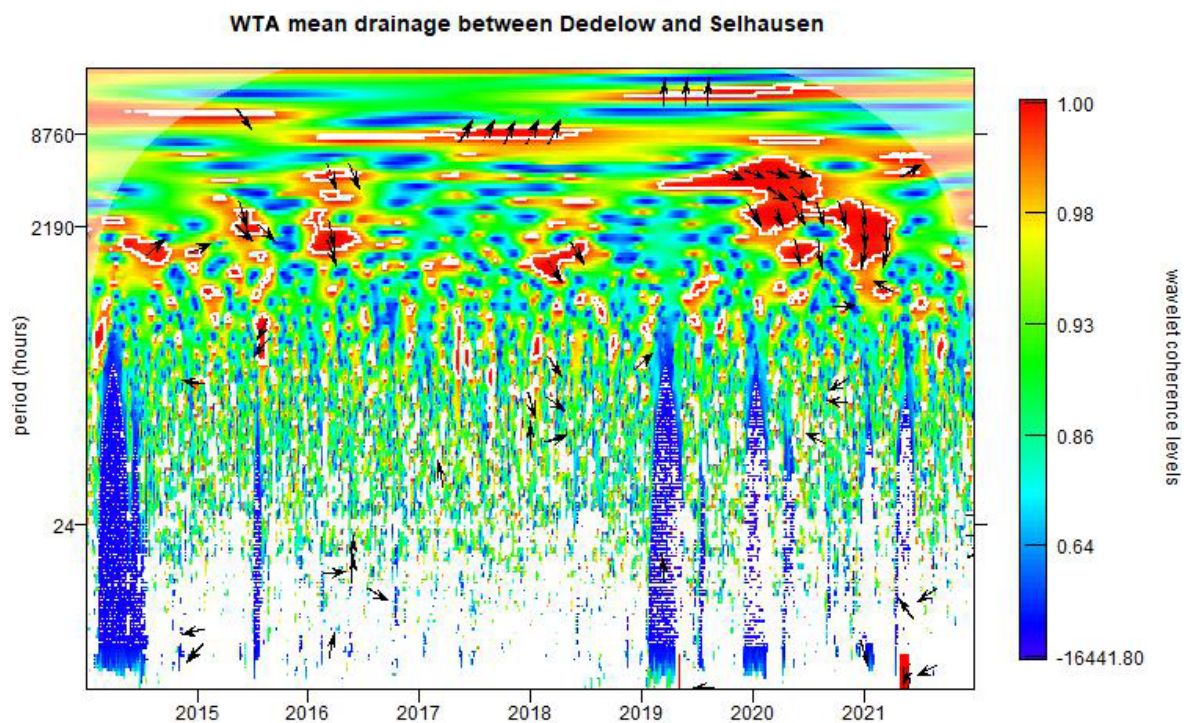 WTA mean drainage between Dedelow and Selhausen
period (hours)
8760
2190
24
2015 2016 2017 2018 2019 2020 2021
1.00
0.98
0.93
0.86
0.64
-16441.80
wavelet coherence levels